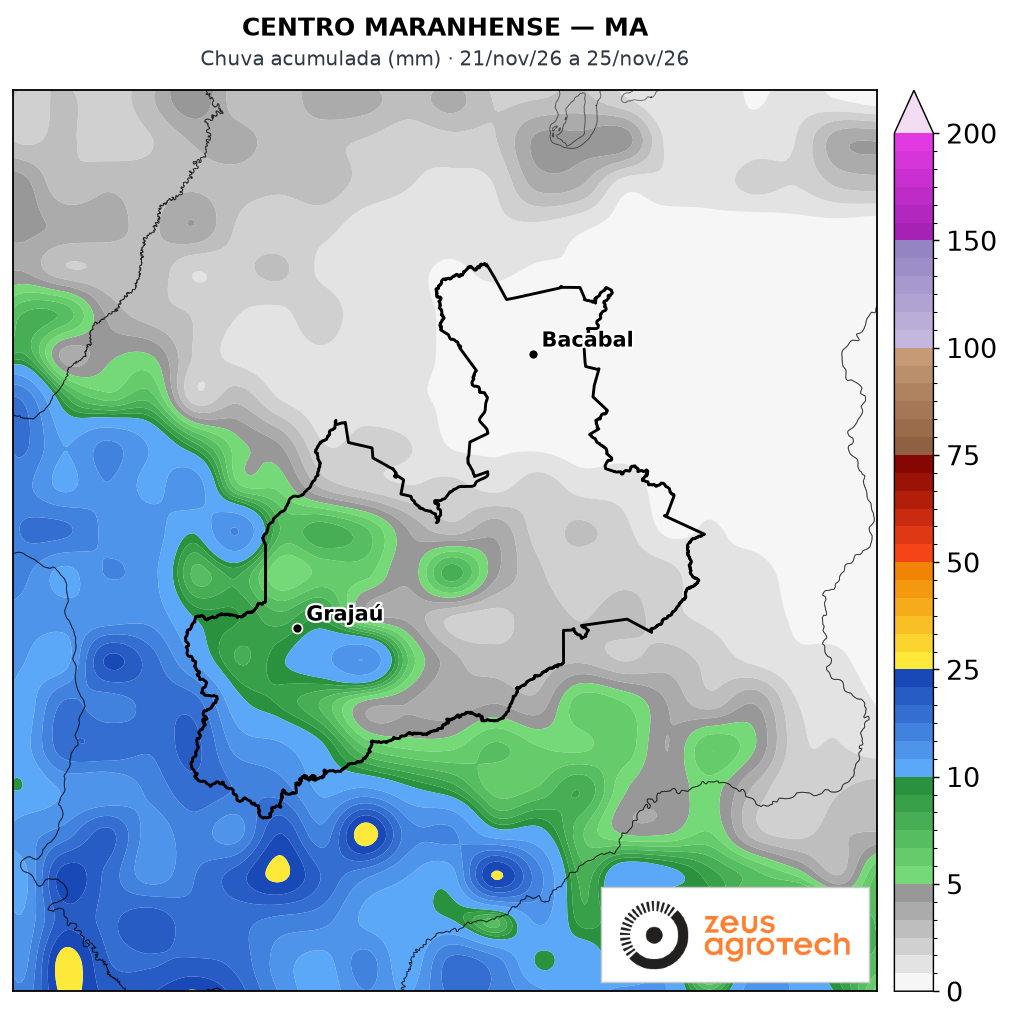 CENTRO MARANHENSE — MA
Chuva acumulada (mm) · 21/nov/26 a 25/nov/26
200
150
100
75
50
25
10
5
0
Bacabal
Grajaú
zeus
agrotech